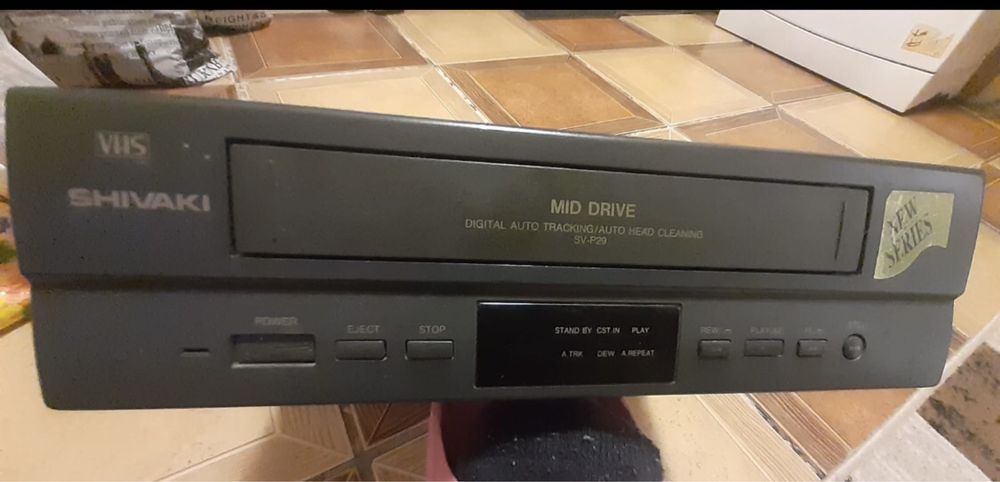 VHS
SHIVAKI
MID DRIVE
DIGITAL AUTO TRACKING/AUTO HEAD CLEANING
SV-P29
NEW
SERIES
POWER
EJECT
STOP
STAND BY CST IN PLAY
A.TRK DEW A.REPEAT
REW
PLAY